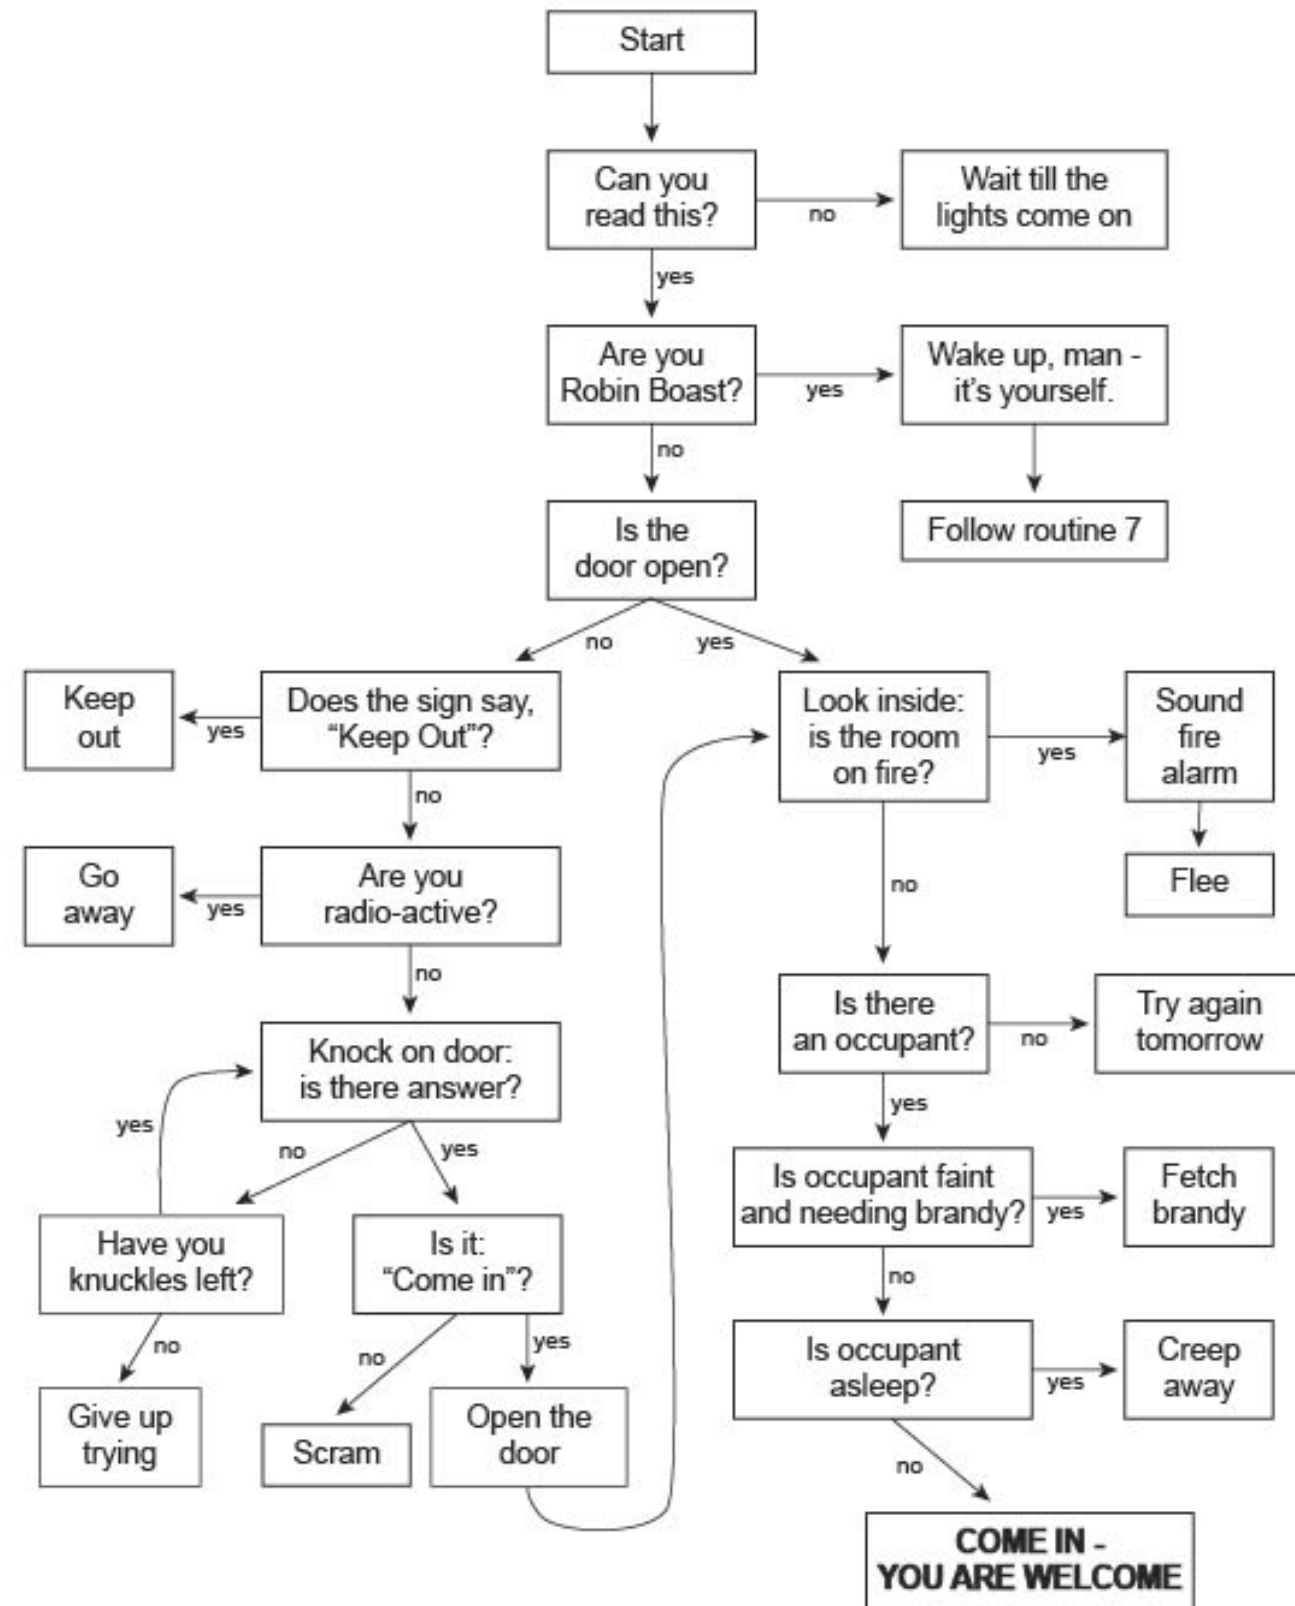 Start
Can you
read this?
no
Wait till the
lights come on
yes
Are you
Robin Boast?
yes
Wake up, man -
it's yourself.
no
Follow routine 7
Is the
door open?
no
yes
Keep
out
yes
Does the sign say,
“Keep Out”?
Look inside:
is the room
on fire?
yes
Sound
fire
alarm
no
Go
away
yes
Are you
radio-active?
no
Flee
no
Knock on door:
is there answer?
Is there
an occupant?
no
Try again
tomorrow
yes
no
yes
yes
Have you
knuckles left?
Is it:
“Come in”?
Is occupant faint
and needing brandy?
yes
Fetch
brandy
no
no
no
yes
Give up
trying
Scram
Open the
door
Is occupant
asleep?
yes
Creep
away
no
COME IN -
YOU ARE WELCOME